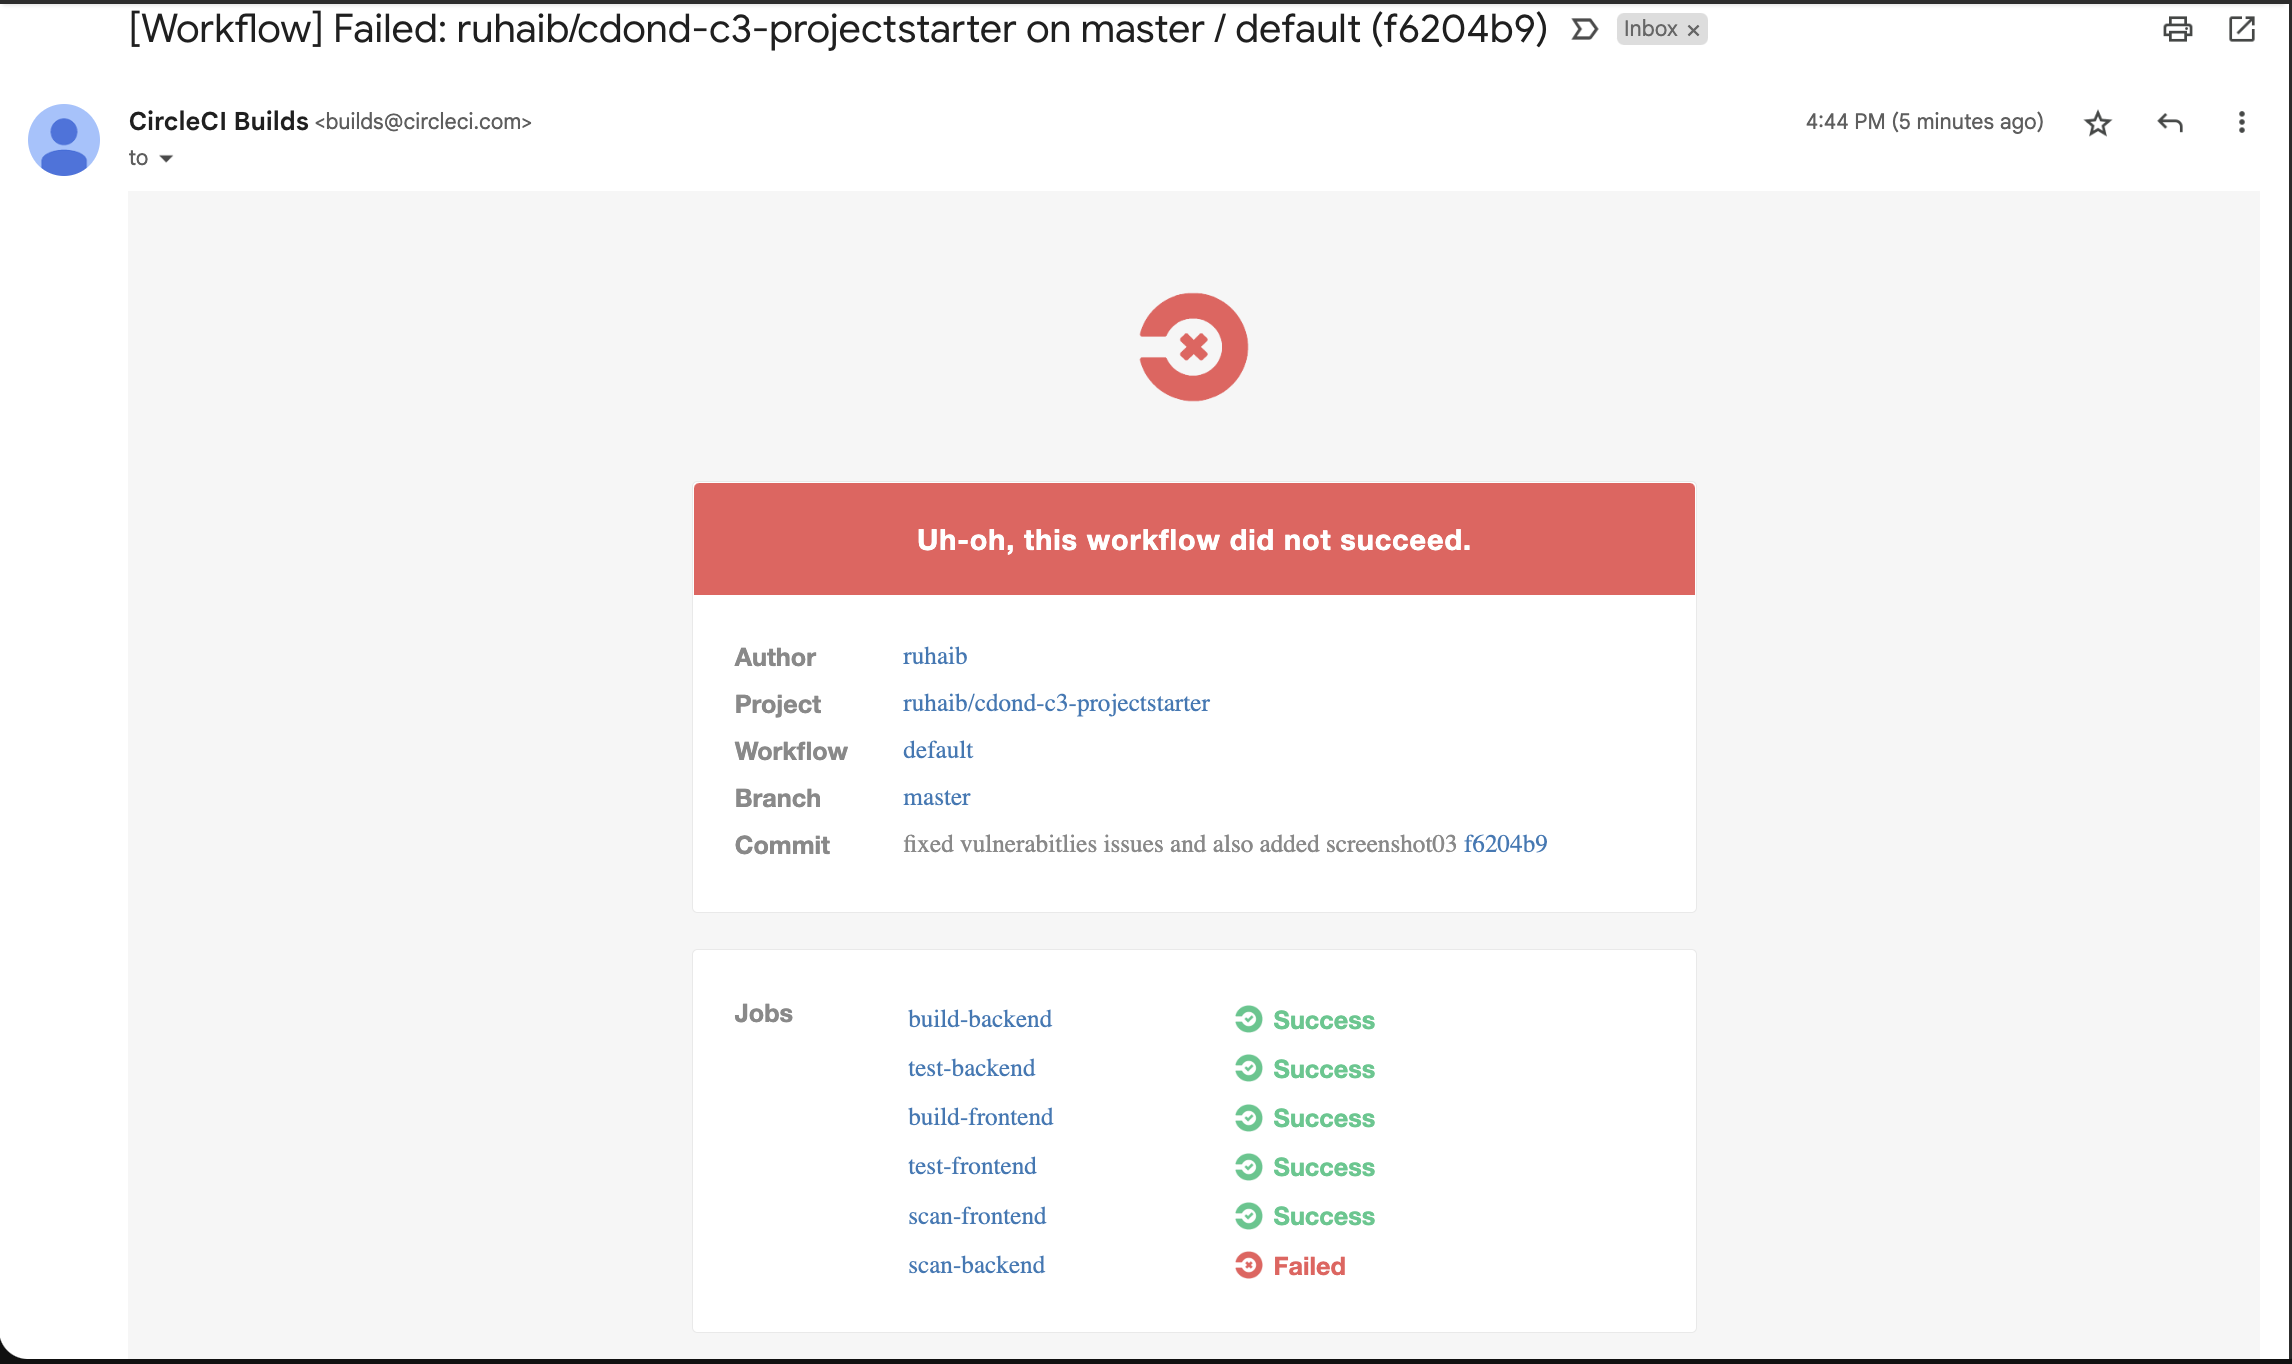 [Workflow] Failed: ruhaib/cdond-c3-projectstarter on master / default (f6204b9) Inbox ×
CircleCI Builds <builds@circleci.com> 4:44 PM (5 minutes ago)
to
Uh-oh, this workflow did not succeed.
Author ruhaib
Project ruhaib/cdond-c3-projectstarter
Workflow default
Branch master
Commit fixed vulnerabitlies issues and also added screenshot03 f6204b9
Jobs build-backend Success
test-backend Success
build-frontend Success
test-frontend Success
scan-frontend Success
scan-backend Failed